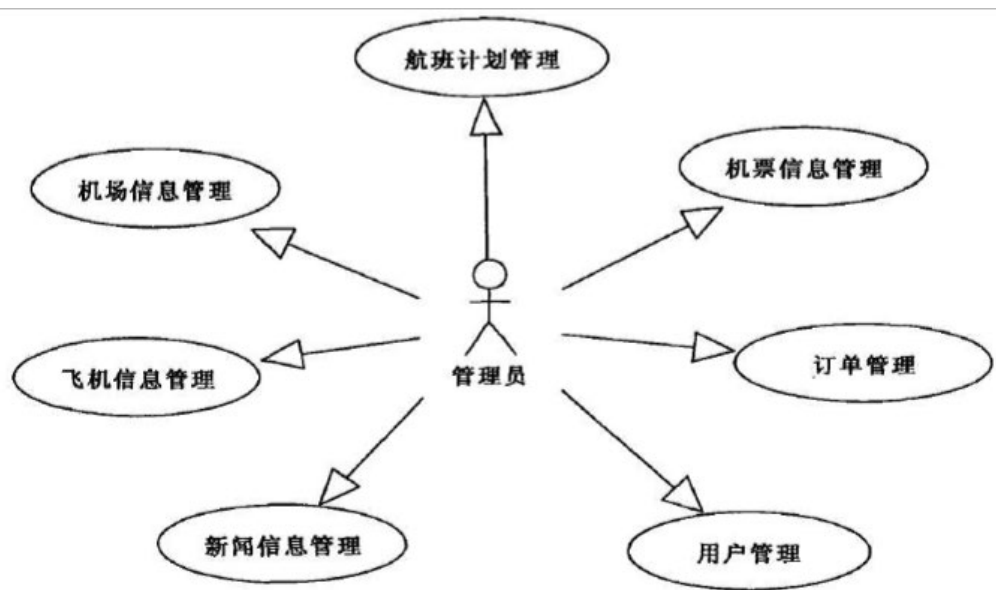 航班计划管理
机场信息管理
机票信息管理
飞机信息管理
管理员
订单管理
新闻信息管理
用户管理